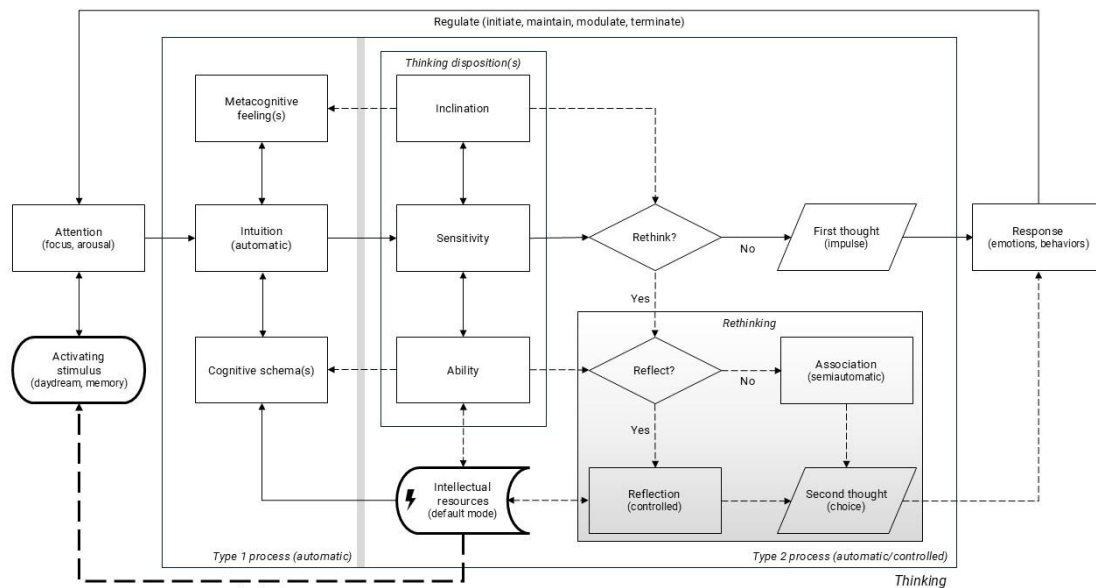 Regulate (initiate, maintain, modulate, terminate)
Thinking disposition(s)
Metacognitive
feeling(s)
Inclination
Attention
(focus, arousal)
Intuition
(automatic)
Sensitivity
Rethink?
No
First thought
(impulse)
Response
(emotions, behaviors)
Yes
Rethinking
Activating
stimulus
(daydream, memory)
Cognitive schema(s)
Ability
Reflect?
No
Association
(semiautomatic)
Yes
Intellectual
resources
(default mode)
Reflection
(controlled)
Second thought
(choice)
Type 1 process (automatic)
Type 2 process (automatic/controlled)
Thinking